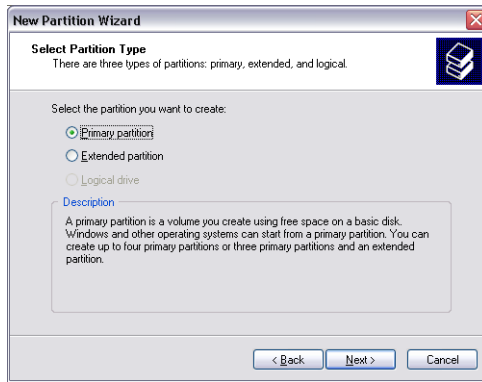 New Partition Wizard
Select Partition Type
There are three types of partitions: primary, extended, and logical.
Select the partition you want to create:
Primary partition
Extended partition
Logical drive
Description
A primary partition is a volume you create using free space on a basic disk.
Windows and other operating systems can start from a primary partition. You can
create up to four primary partitions or three primary partitions and an extended
partition.
< Back Next > Cancel